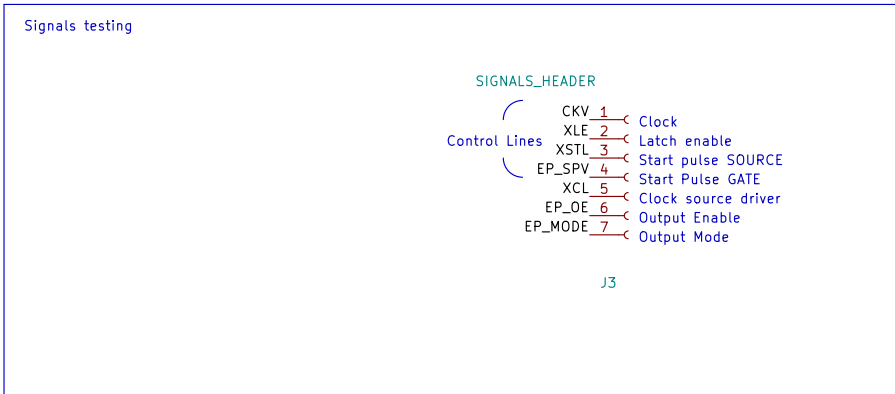 Signals testing
SIGNALS_HEADER
CKV 1 Clock
XLE 2 Latch enable
Control Lines
XSTL 3 Start pulse SOURCE
EP_SPV 4 Start Pulse GATE
XCL 5 Clock source driver
EP_OE 6 Output Enable
EP_MODE 7 Output Mode
J3